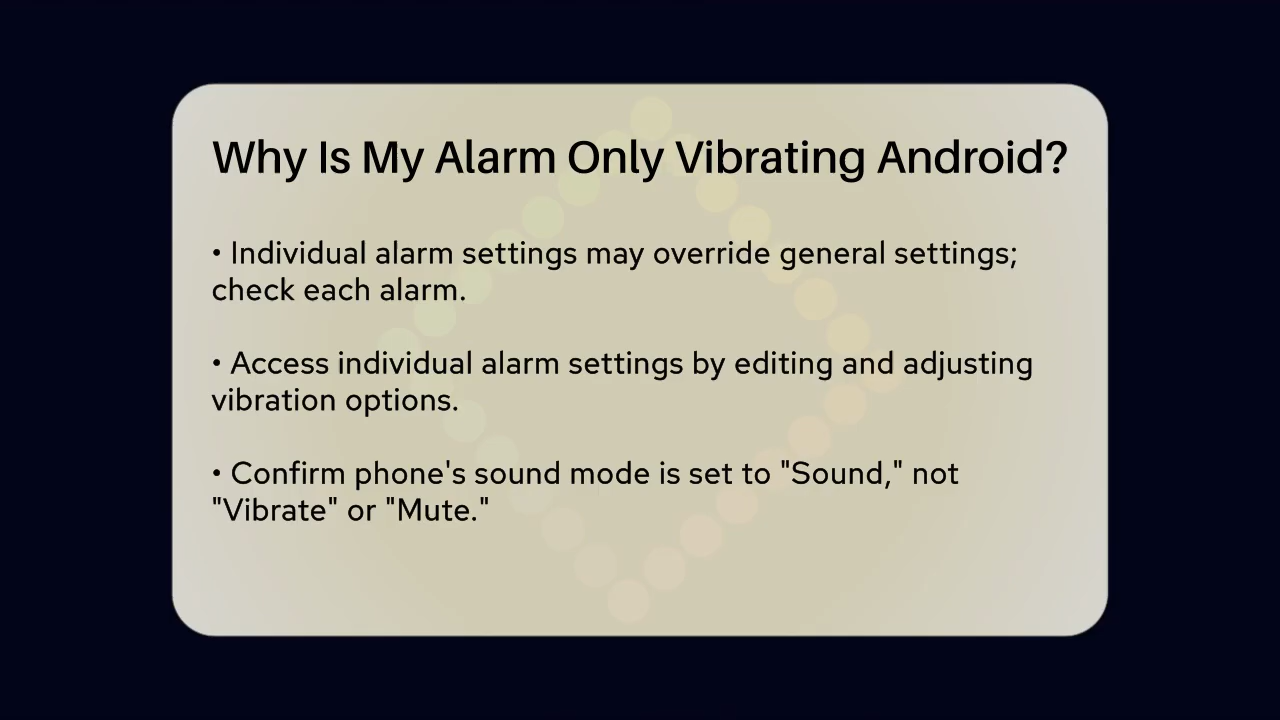 Why Is My Alarm Only Vibrating Android?
• Individual alarm settings may override general settings;
check each alarm.
• Access individual alarm settings by editing and adjusting
vibration options.
• Confirm phone's sound mode is set to "Sound," not
"Vibrate" or "Mute."